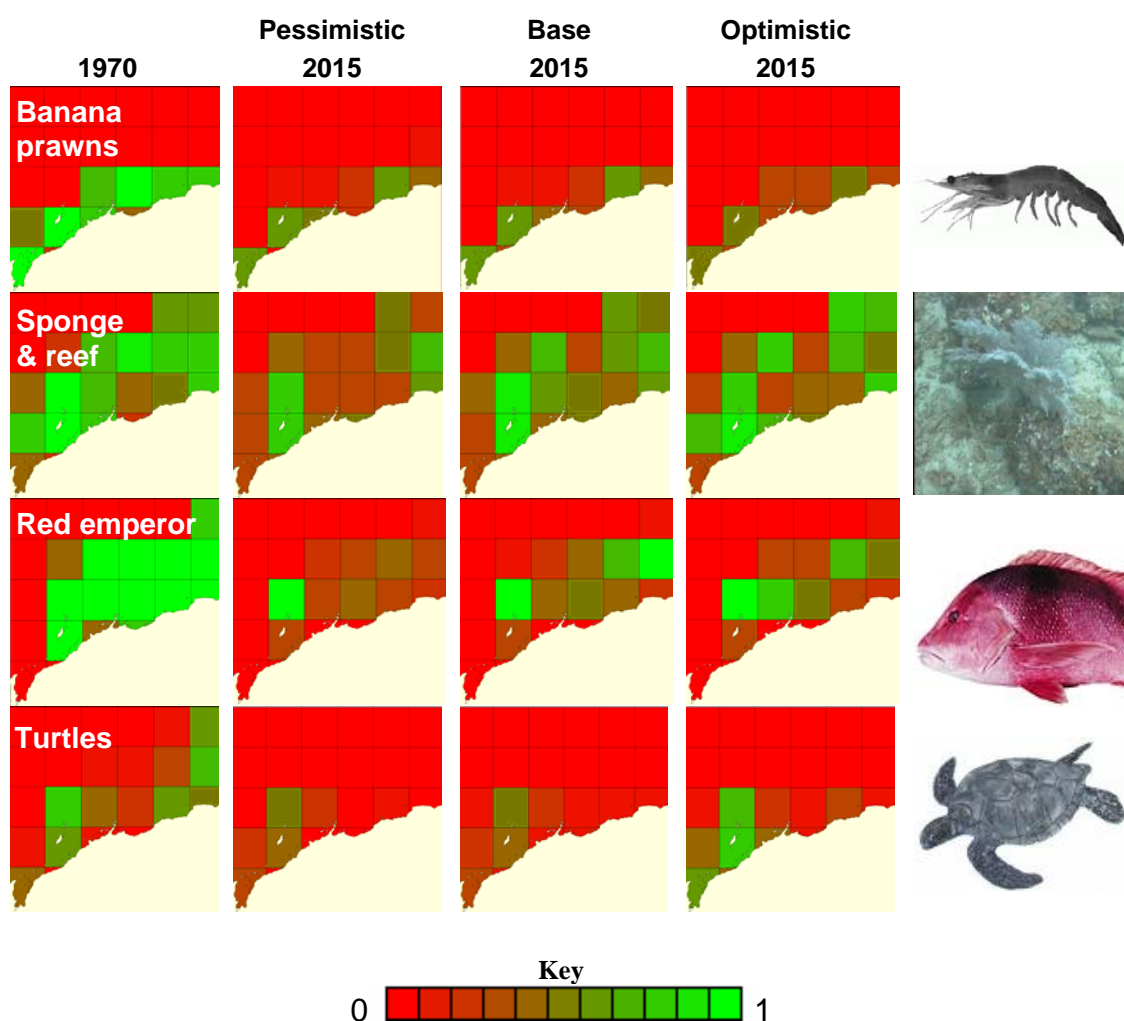 Pessimistic Base Optimistic
1970 2015 2015 2015
Banana
prawns
Sponge
& reef
Red emperor
Turtles
Key
0 1